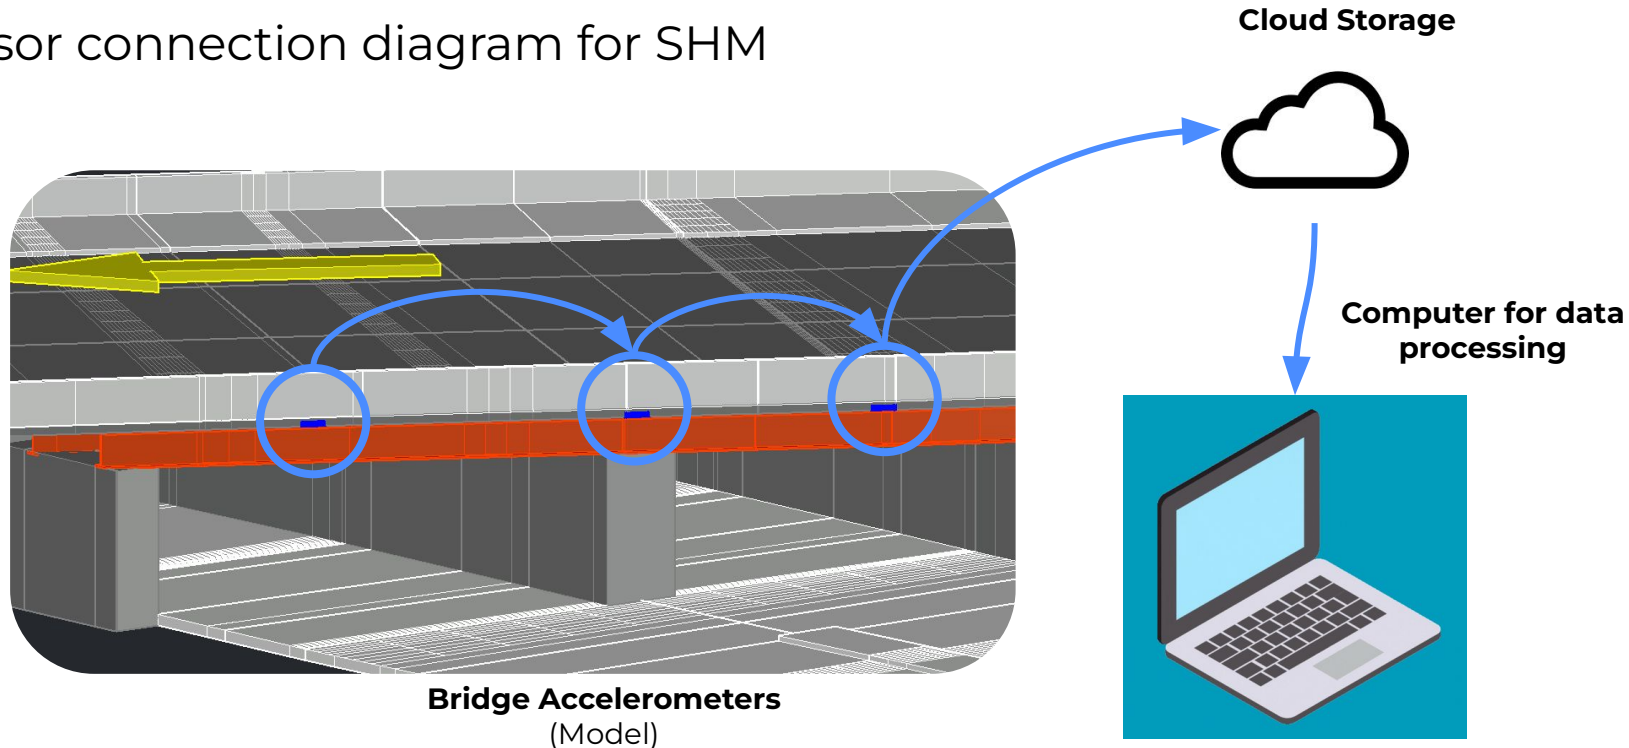 sor connection diagram for SHM
Cloud Storage
Computer for data
processing
Bridge Accelerometers
(Model)